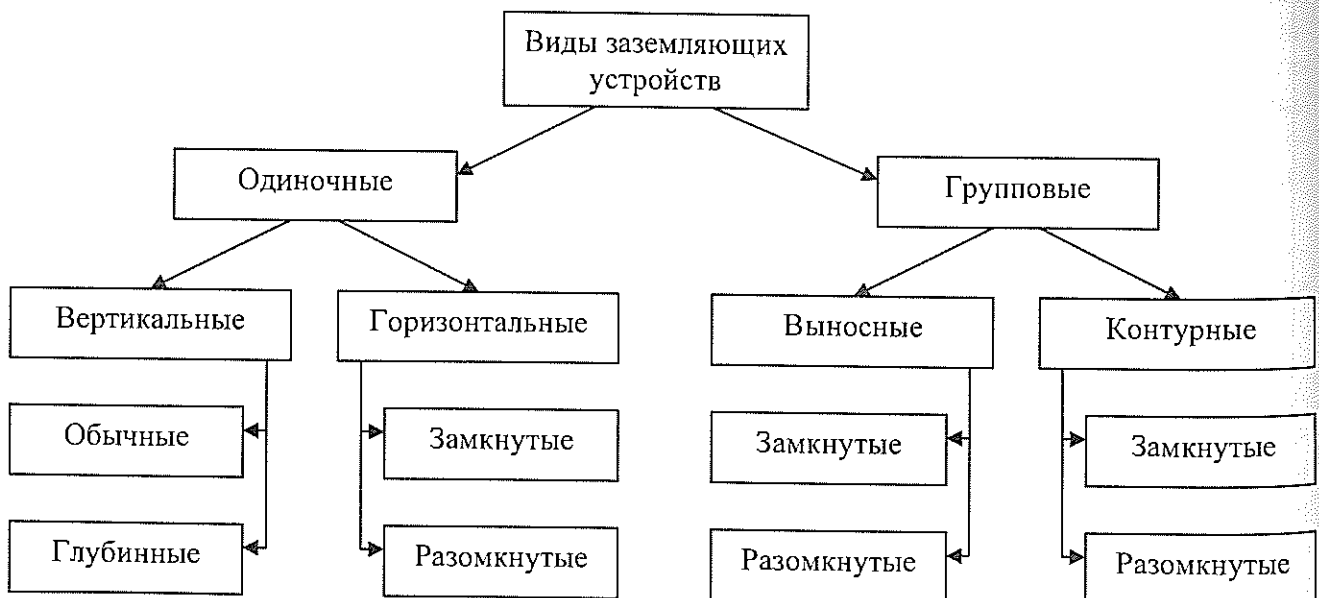 Виды заземляющих
устройств
Одиночные
Групповые
Вертикальные
Горизонтальные
Выносные
Контурные
Обычные
Замкнутые
Замкнутые
Замкнутые
Глубинные
Разомкнутые
Разомкнутые
Разомкнутые